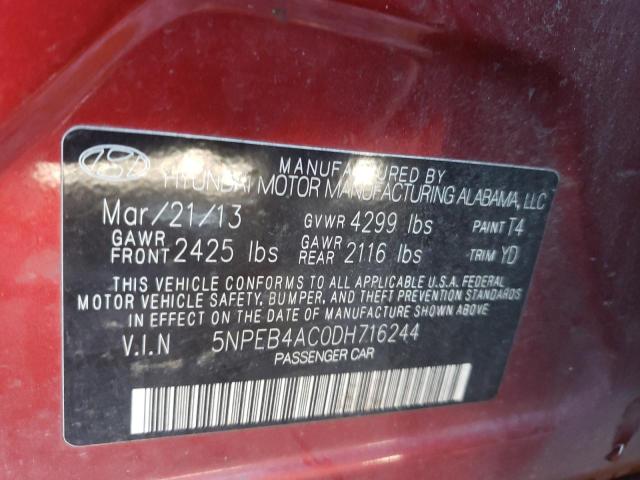 MANUFACTURED BY
HYUNDAI MOTOR MANUFACTURING ALABAMA, LLC
Mar/21/13 GVWR 4299 lbs PAINT T4
GAWR FRONT 2425 lbs GAWR REAR 2116 lbs TRIM YD
THIS VEHICLE CONFORMS TO ALL APPLICABLE U.S.A. FEDERAL
MOTOR VEHICLE SAFETY, BUMPER, AND THEFT PREVENTION STANDARDS
IN EFFECT ON THE DATE OF MANUFACTURE SHOWN ABOVE.
V.I.N 5NPEB4AC0DH716244
PASSENGER CAR